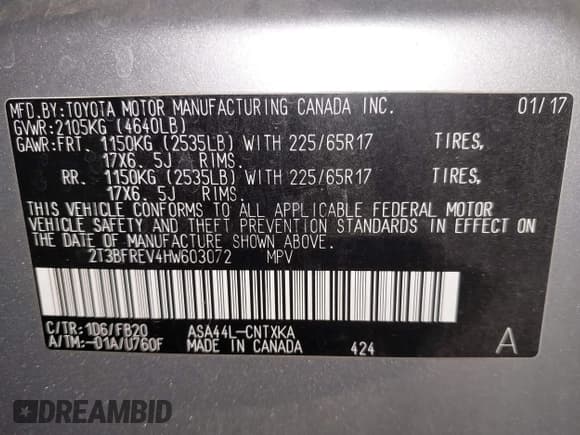 MFD.BY:TOYOTA MOTOR MANUFACTURING CANADA INC. 01/17
GVWR:2105KG (4640LB)
GAWR:FRT. 1150KG (2535LB) WITH 225/65R17 TIRES,
17X6. 5J RIMS.
RR. 1150KG (2535LB) WITH 225/65R17 TIRES,
17X6. 5J RIMS.
THIS VEHICLE CONFORMS TO ALL APPLICABLE FEDERAL MOTOR
VEHICLE SAFETY AND THEFT PREVENTION STANDARDS IN EFFECT ON
THE DATE OF MANUFACTURE SHOWN ABOVE.
2T3BFREV4HW603072 MPV
C/TR:1D6/FB20 ASA44L-CNTXKA
A/TM:-01A/U760F MADE IN CANADA 424 A
DREAMBID